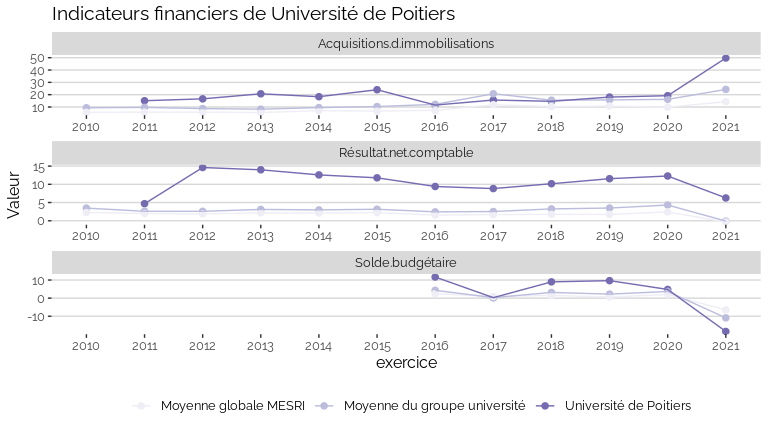 Indicateurs financiers de Université de Poitiers
Acquisitions.d.immobilisations
50
40
30
20
10
2010 2011 2012 2013 2014 2015 2016 2017 2018 2019 2020 2021
Résultat.net.comptable
15
10
5
0
2010 2011 2012 2013 2014 2015 2016 2017 2018 2019 2020 2021
Solde.budgétaire
10
0
-10
2010 2011 2012 2013 2014 2015 2016 2017 2018 2019 2020 2021
Valeur
exercice
Moyenne globale MESRI Moyenne du groupe université Université de Poitiers